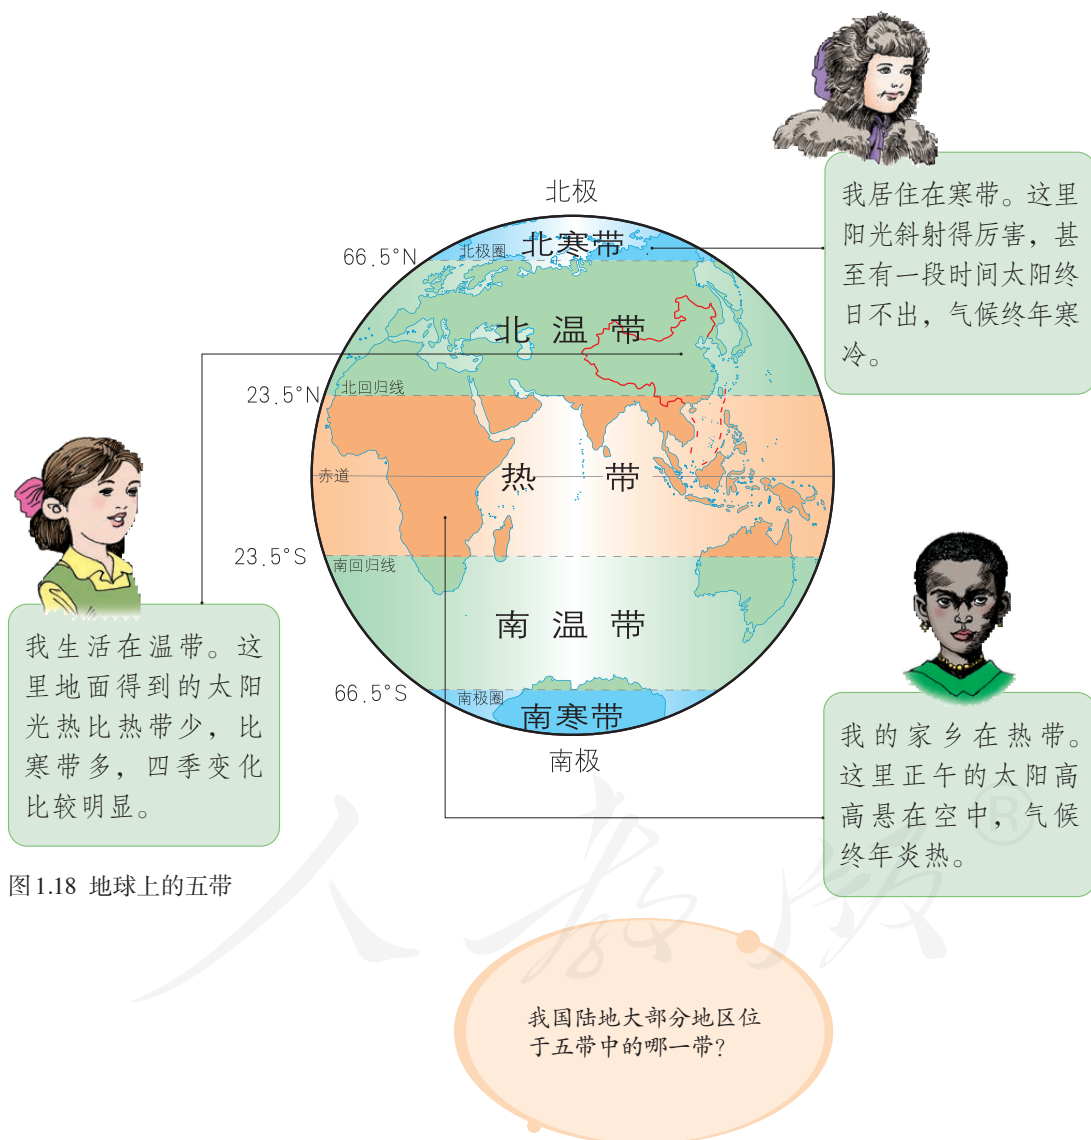 我居住在寒带。这里
阳光斜射得厉害，甚
至有一段时间太阳终
日不出，气候终年寒
冷。
北极
北极圈
北寒带
66.5°N
北温带
23.5°N
北回归线
赤道
热带
23.5°S
南回归线
南温带
66.5°S
南极圈
南寒带
南极
我生活在温带。这
里地面得到的太阳
光热比热带少，比
寒带多，四季变化
比较明显。
我的家乡在热带。
这里正午的太阳高
高悬在空中，气候
终年炎热。
图1.18 地球上的五带
人教版®
我国陆地大部分地区位
于五带中的哪一带？